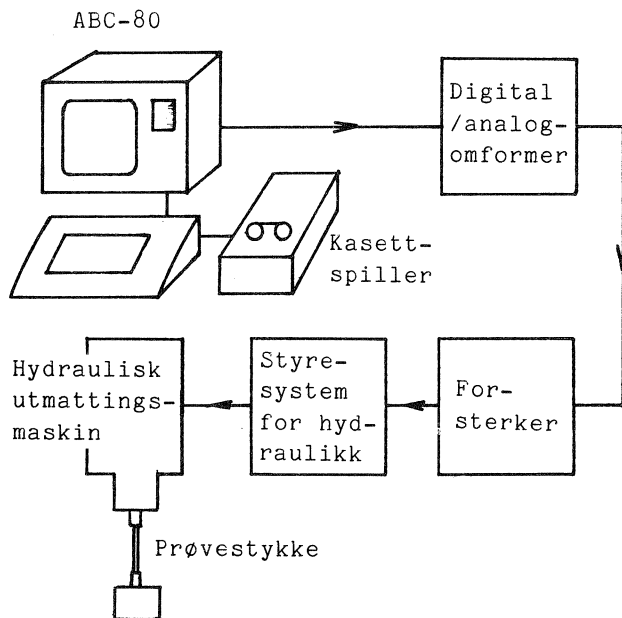 ABC-80
Digital
/analog-
omformer
Kasett-
spiller
Hydraulisk
utmattings-
maskin
Styre-
system
for hyd-
raulikk
For-
sterker
Prøvestykke